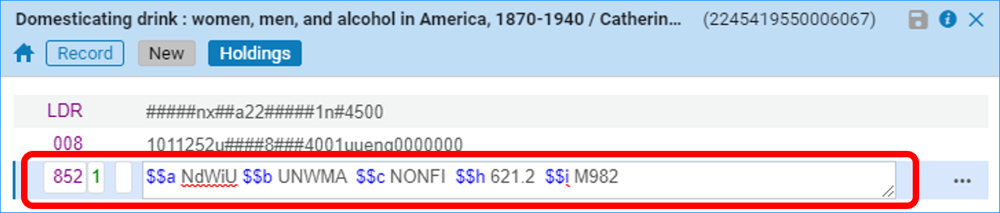 Domesticating drink : women, men, and alcohol in America, 1870-1940 / Catherin... (2245419550006067)
Record New Holdings
LDR #####nx##a22#####1n#4500
008 1011252u####8###4001uueng0000000
852 1 $$a NdWiU $$b UNWMA $$c NONFI $$h 621.2 $$i M982